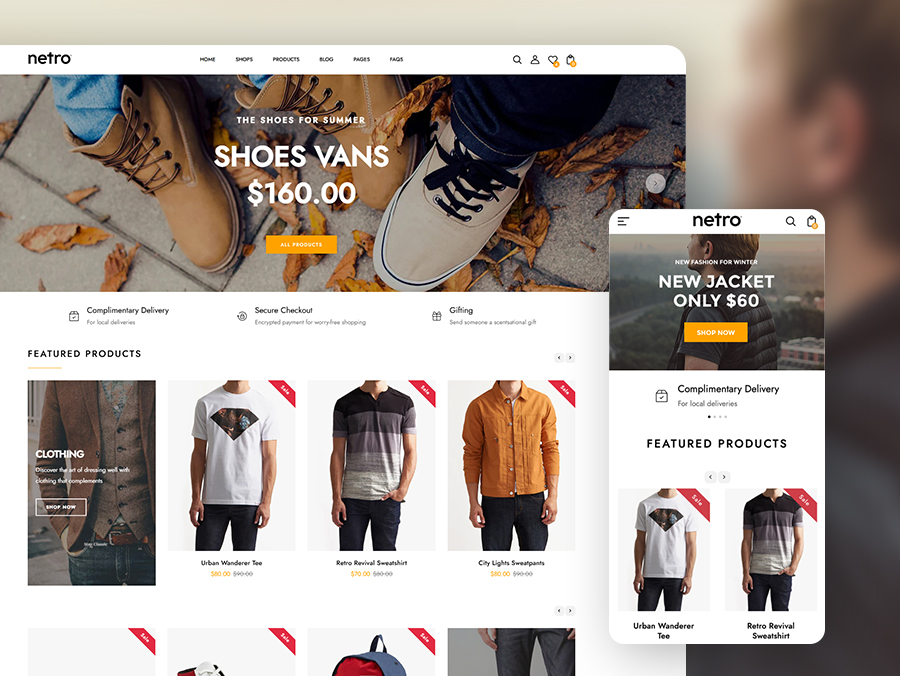 netro
HOME
SHOPS
PRODUCTS
BLOG
PAGES
FAQS
THE SHOES FOR SUMMER
SHOES VANS
$160.00
ALL PRODUCTS
Complimentary Delivery
For local deliveries
Secure Checkout
Encrypted payment for worry-free shopping
Gifting
Send someone a scentsational gift
FEATURED PRODUCTS
CLOTHING
Discover the art of dressing well with
clothing that complements
SHOP NOW
Sale
Urban Wanderer Tee
$80.00 $90.00
Sale
Retro Revival Sweatshirt
$70.00 $80.00
Sale
City Lights Sweatpants
$80.00 $90.00
Sale
Sale
Sale
netro
NEW FASHION FOR WINTER
NEW JACKET
ONLY $60
SHOP NOW
Complimentary Delivery
For local deliveries
FEATURED PRODUCTS
Sale
Urban Wanderer
Tee
Sale
Retro Revival
Sweatshirt